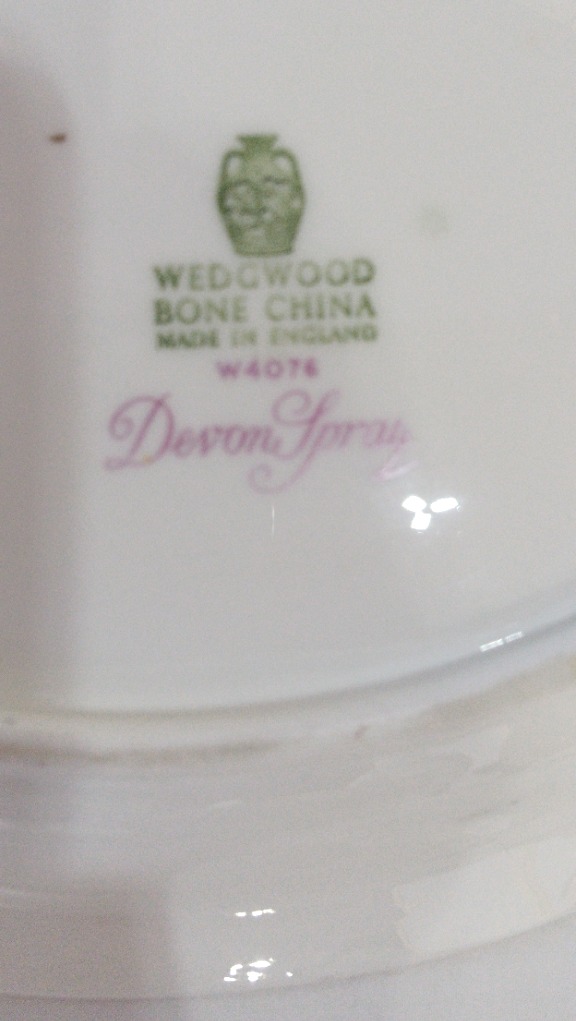 WEDGWOOD
BONE CHINA
MADE IN ENGLAND
W4076
Devon Spray